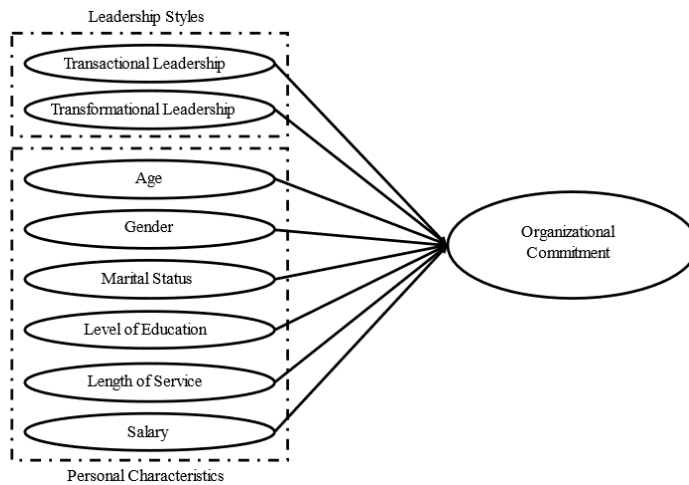 Leadership Styles
Transactional Leadership
Transformational Leadership
Age
Gender
Marital Status
Level of Education
Length of Service
Salary
Personal Characteristics
Organizational
Commitment